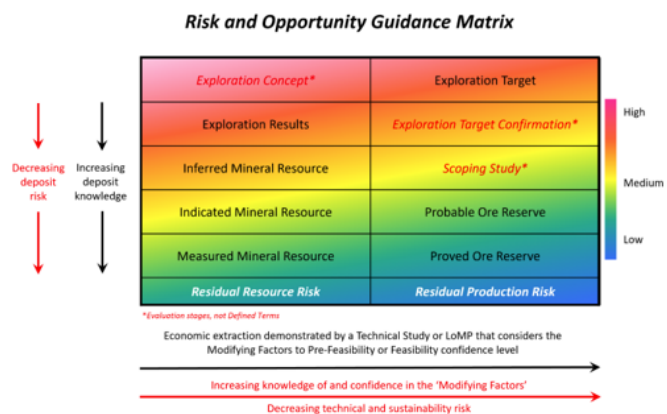 Risk and Opportunity Guidance Matrix
Exploration Concept*
Exploration Target
Exploration Results
Exploration Target Confirmation*
Inferred Mineral Resource
Scoping Study*
Indicated Mineral Resource
Probable Ore Reserve
Measured Mineral Resource
Proved Ore Reserve
Residual Resource Risk
Residual Production Risk
Decreasing
deposit
risk
Increasing
deposit
knowledge
High
Medium
Low
*Evaluation stages, not Defined Terms
Economic extraction demonstrated by a Technical Study or LoMP that considers the
Modifying Factors to Pre-Feasibility or Feasibility confidence level
Increasing knowledge of and confidence in the ‘Modifying Factors’
Decreasing technical and sustainability risk